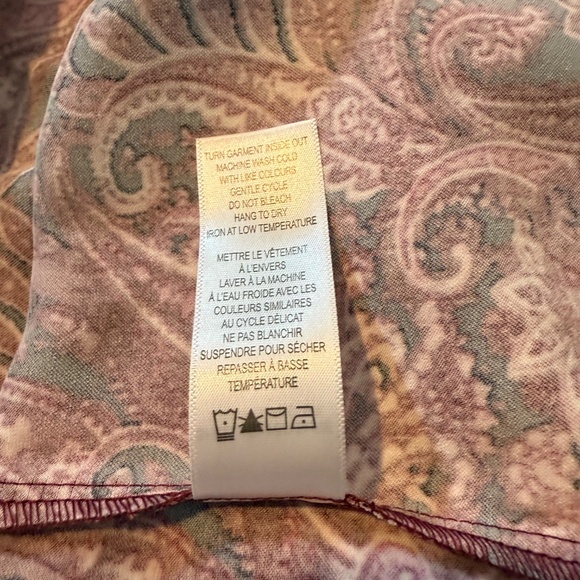 TURN GARMENT INSIDE OUT
MACHINE WASH COLD
WITH LIKE COLOURS
GENTLE CYCLE
DO NOT BLEACH
HANG TO DRY
IRON AT LOW TEMPERATURE
METTRE LE VÊTEMENT
À L'ENVERS
LAVER À LA MACHINE
À L'EAU FROIDE AVEC LES
COULEURS SIMILAIRES
AU CYCLE DÉLICAT
NE PAS BLANCHIR
SUSPENDRE POUR SÉCHER
REPASSER À BASSE
TEMPÉRATURE